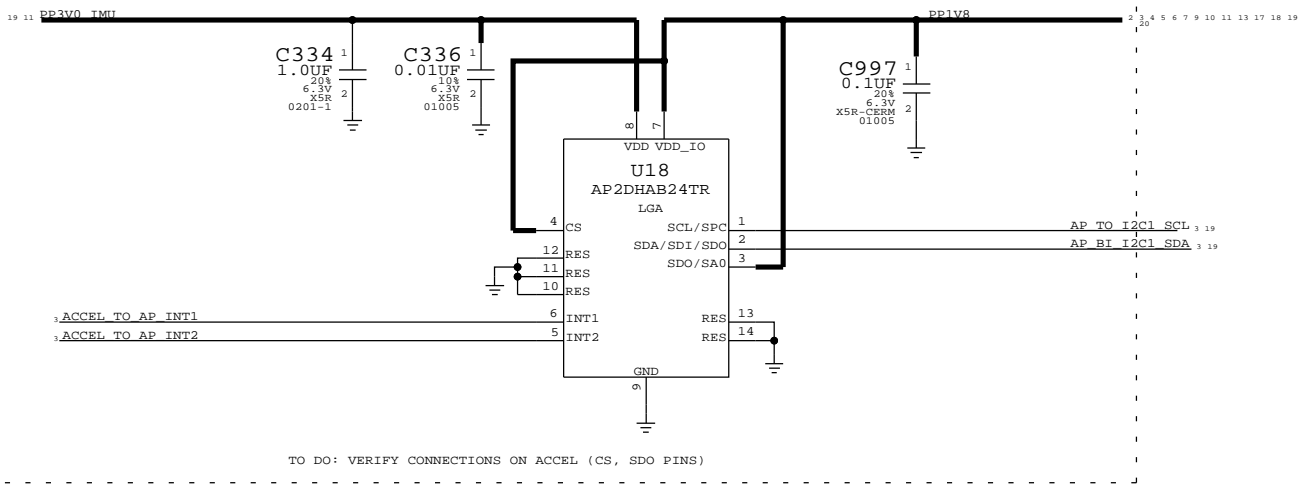 19 11 PP3V0_IMU
PP1V8 2 3 4 5 6 7 9 10 11 13 17 18 19
20
C334 1
1.0UF
20%
6.3V
X5R 2
0201-1
C336 1
0.01UF
10%
6.3V
X5R 2
01005
C997 1
0.1UF
20%
6.3V 2
X5R-CERM
01005
8 7
VDD VDD_IO
U18
AP2DHAB24TR
LGA
4 CS
12 RES
11 RES
10 RES
6 INT1
5 INT2
SCL/SPC 1
SDA/SDI/SDO 2
SDO/SA0 3
RES 13
RES 14
GND
9
AP_TO_I2C1_SCL 3 19
AP_BI_I2C1_SDA 3 19
3 ACCEL_TO_AP_INT1
3 ACCEL_TO_AP_INT2
TO DO: VERIFY CONNECTIONS ON ACCEL (CS, SDO PINS)